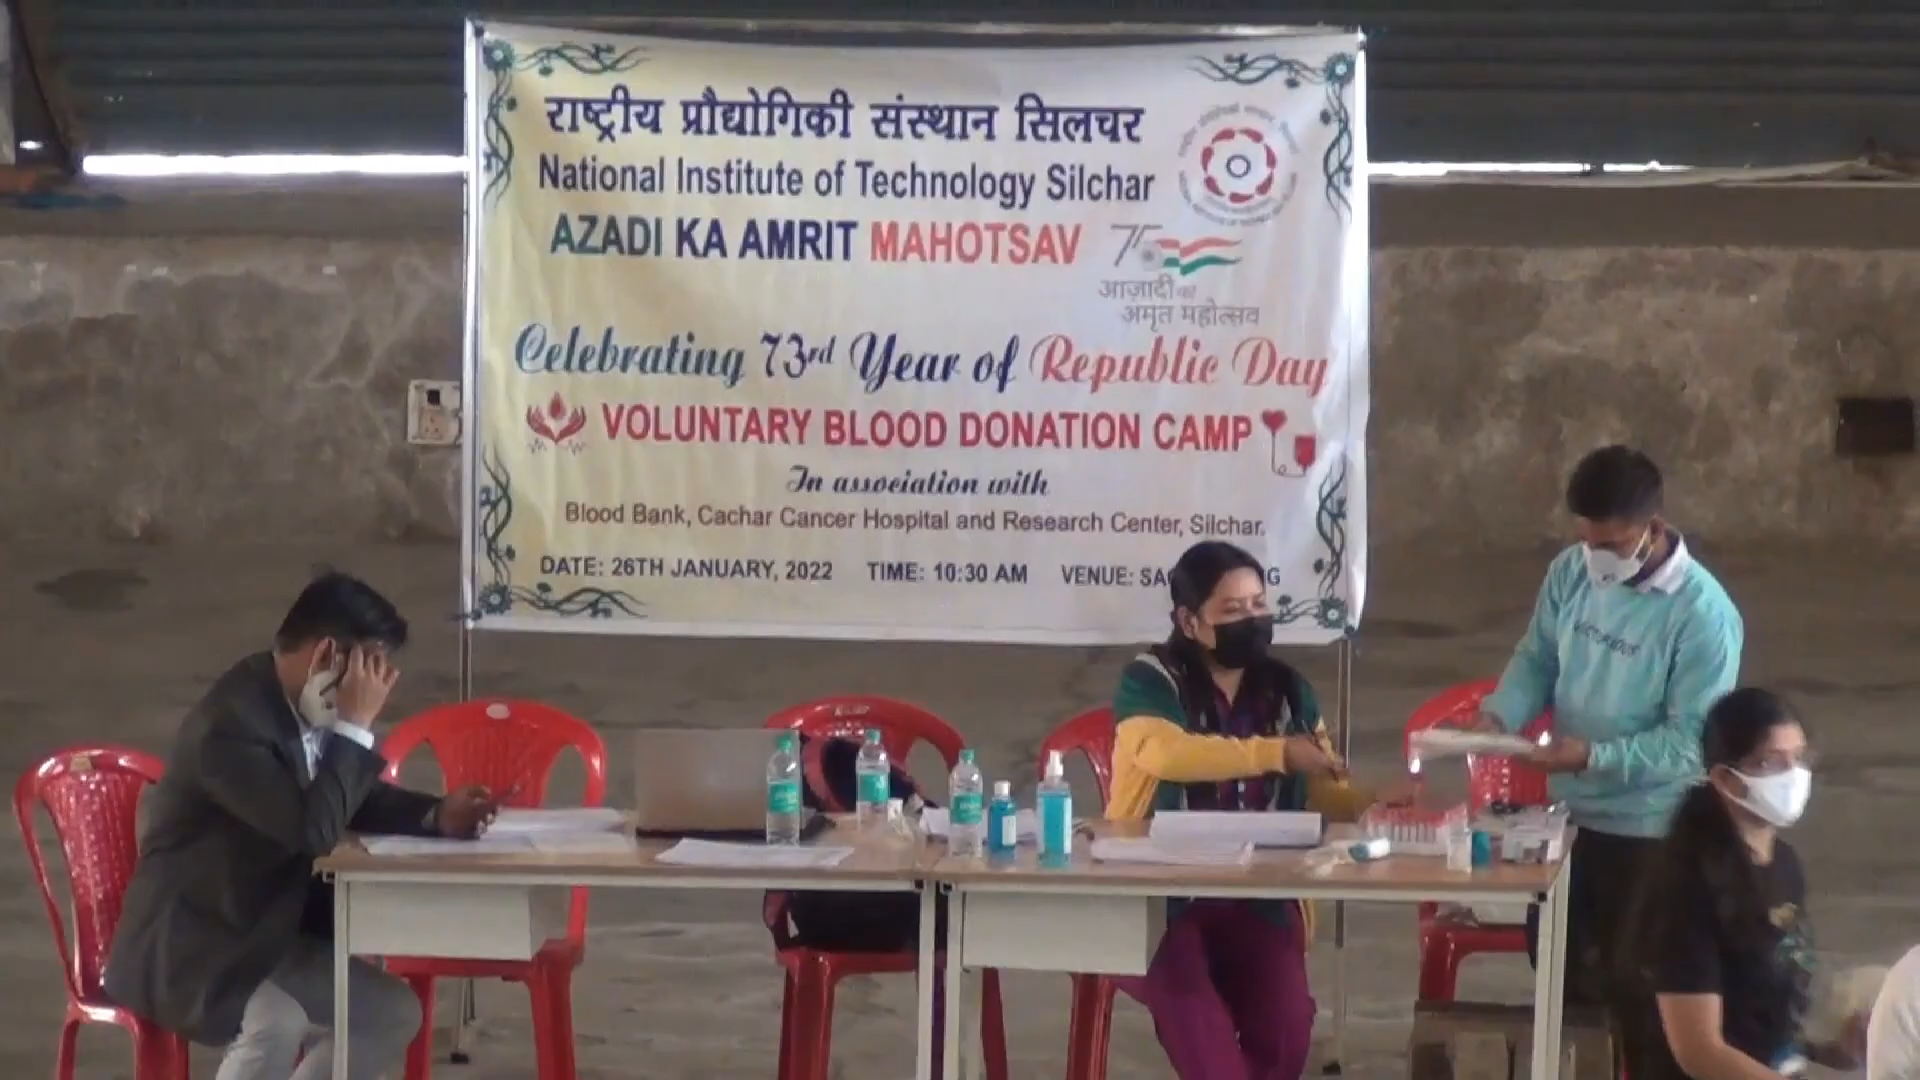 राष्ट्रीय प्रौद्योगिकी संस्थान सिलचर
National Institute of Technology Silchar
AZADI KA AMRIT MAHOTSAV
75
आज़ादी का
अमृत महोत्सव
Celebrating 73rd Year of Republic Day
VOLUNTARY BLOOD DONATION CAMP
In association with
Blood Bank, Cachar Cancer Hospital and Research Center, Silchar.
DATE: 26TH JANUARY, 2022 TIME: 10:30 AM VENUE: